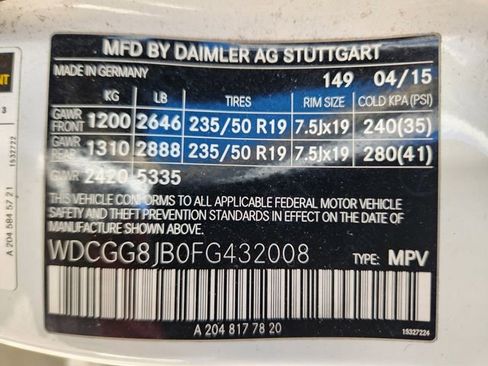 MFD BY DAIMLER AG STUTTGART
MADE IN GERMANY 149 04/15
KG LB TIRES RIM SIZE COLD KPA (PSI)
GAWR FRONT 1200 2646 235/50 R19 7.5Jx19 240(35)
GAWR REAR 1310 2888 235/50 R19 7.5Jx19 280(41)
GVWR 2420 5335
THIS VEHICLE CONFORMS TO ALL APPLICABLE FEDERAL MOTOR VEHICLE
SAFETY AND THEFT PREVENTION STANDARDS IN EFFECT ON THE DATE OF
MANUFACTURE SHOWN ABOVE.
WDCGG8JB0FG432008 TYPE: MPV
A 204 817 78 20
15327224
A 204 584 57 21
1532722